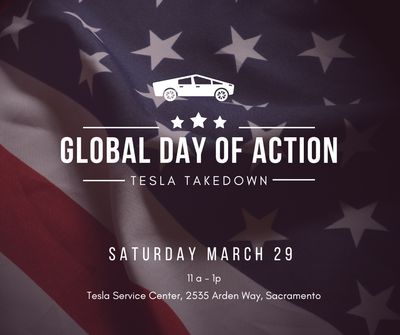 GLOBAL DAY OF ACTION
TESLA TAKEDOWN
SATURDAY MARCH 29
11 a - 1p
Tesla Service Center, 2535 Arden Way, Sacramento